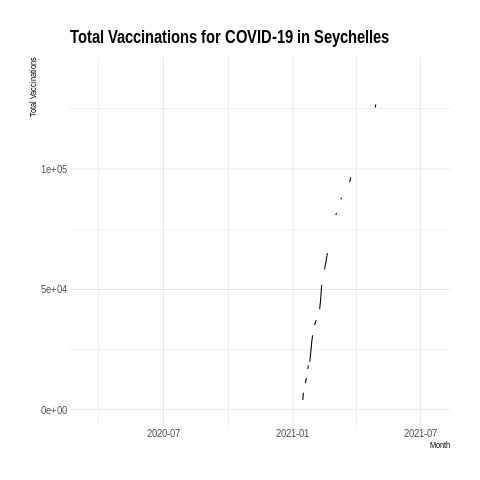 Total Vaccinations for COVID-19 in Seychelles
Total Vaccinations
1e+05
5e+04
0e+00
2020-07
2021-01
2021-07
Month